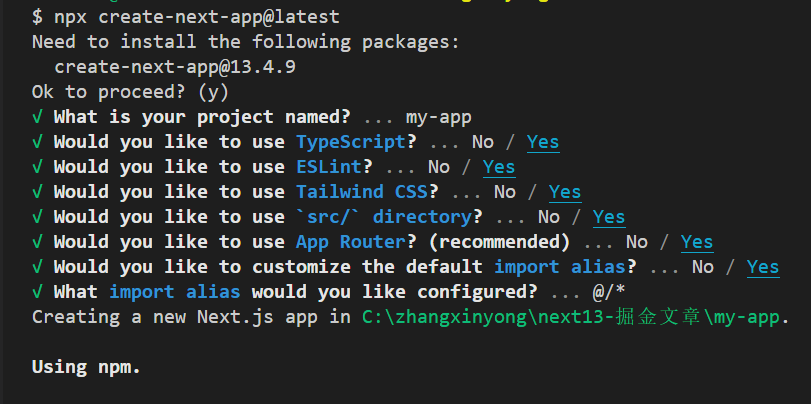 $ npx create-next-app@latest
Need to install the following packages:
  create-next-app@13.4.9
Ok to proceed? (y)
√ What is your project named? ... my-app
√ Would you like to use TypeScript? ... No / Yes
√ Would you like to use ESLint? ... No / Yes
√ Would you like to use Tailwind CSS? ... No / Yes
√ Would you like to use `src/` directory? ... No / Yes
√ Would you like to use App Router? (recommended) ... No / Yes
√ Would you like to customize the default import alias? ... No / Yes
√ What import alias would you like configured? ... @/*
Creating a new Next.js app in C:\zhangxinyong\next13-掘金文章\my-app.
Using npm.